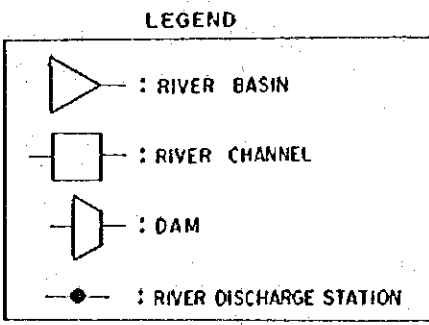 LEGEND
: RIVER BASIN
: RIVER CHANNEL
: DAM
: RIVER DISCHARGE STATION